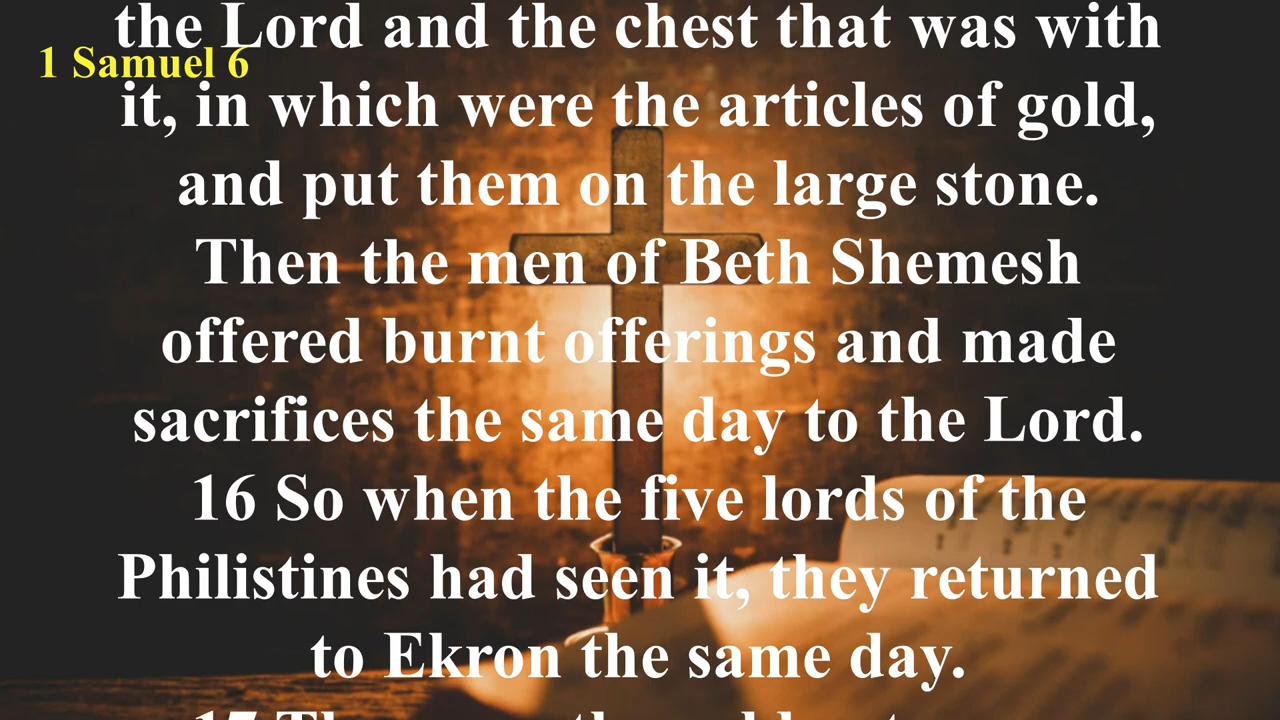 the Lord and the chest that was with
1 Samuel 6
it, in which were the articles of gold,
and put them on the large stone.
Then the men of Beth Shemesh
offered burnt offerings and made
sacrifices the same day to the Lord.
16 So when the five lords of the
Philistines had seen it, they returned
to Ekron the same day.